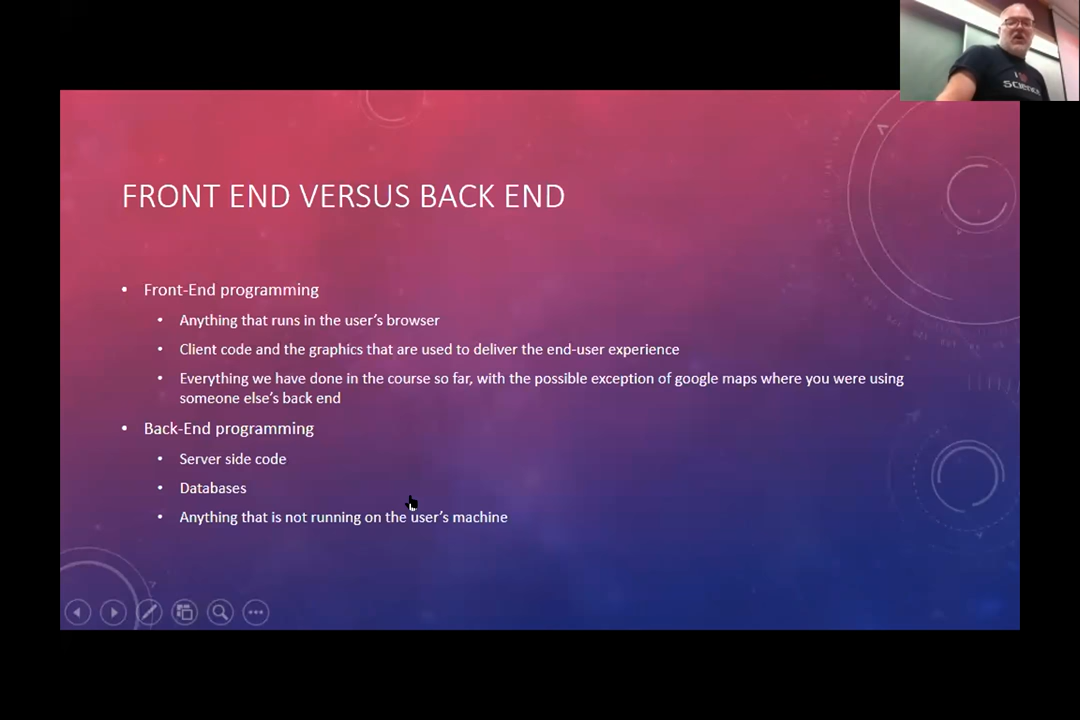 I
science
FRONT END VERSUS BACK END
• Front-End programming
• Anything that runs in the user's browser
• Client code and the graphics that are used to deliver the end-user experience
• Everything we have done in the course so far, with the possible exception of google maps where you were using
someone else's back end
• Back-End programming
• Server side code
• Databases
• Anything that is not running on the user's machine